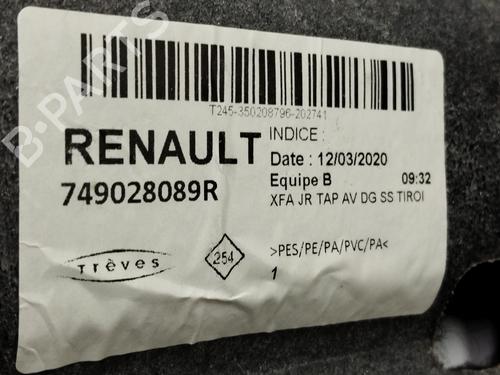 T245-350208796-202741
RENAULT
749028089R
INDICE :
Date : 12/03/2020
Equipe B 09:32
XFA JR TAP AV DG SS TIROI
Trèves
254
>PES/PE/PA/PVC/PA<
1
B-PARTS